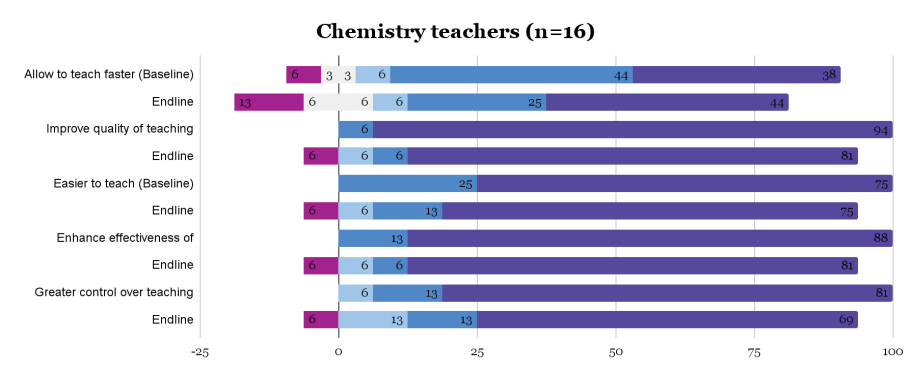 Chemistry teachers (n=16)
Allow to teach faster (Baseline) 6 3 3 6 44 38
Endline 13 6 6 6 25 44
Improve quality of teaching 6 94
Endline 6 6 6 81
Easier to teach (Baseline) 25 75
Endline 6 6 13 75
Enhance effectiveness of 13 88
Endline 6 6 6 81
Greater control over teaching 6 13 81
Endline 6 13 13 69
-25 0 25 50 75 100